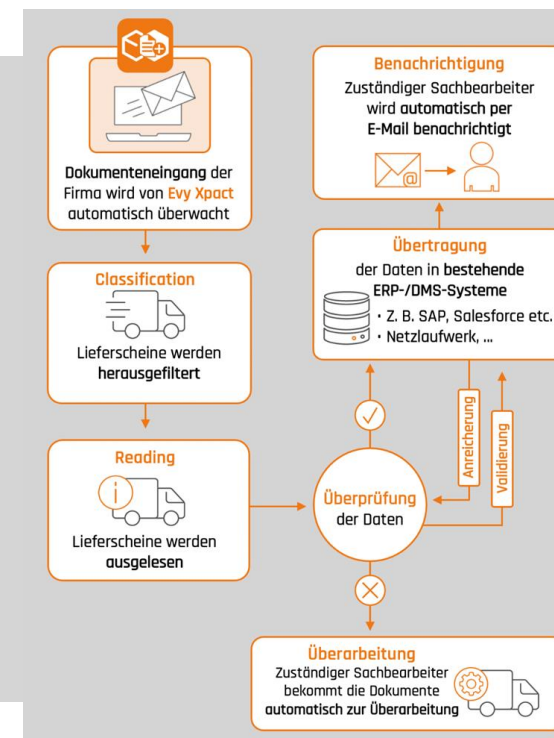 Dokumenteneingang der
Firma wird von Evy Xpact
automatisch überwacht
Classification
Lieferscheine werden
herausgefiltert
Reading
i
Lieferscheine werden
ausgelesen
Überprüfung
der Daten
Anreicherung
Validierung
Übertragung
der Daten in bestehende
ERP-/DMS-Systeme
· Z. B. SAP, Salesforce etc.
· Netzlaufwerk, ...
Benachrichtigung
Zuständiger Sachbearbeiter
wird automatisch per
E-Mail benachrichtigt
@
Überarbeitung
Zuständiger Sachbearbeiter
bekommt die Dokumente
automatisch zur Überarbeitung